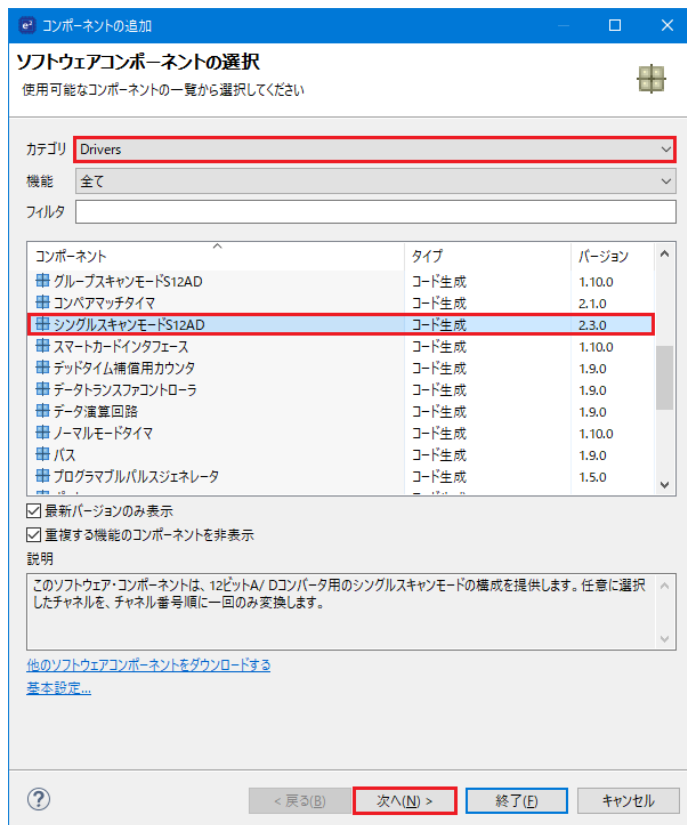 e² コンポーネントの追加
ソフトウェアコンポーネントの選択
使用可能なコンポーネントの一覧から選択してください
カテゴリ Drivers
機能 全て
フィルタ
コンポーネント タイプ バージョン
グループスキャンモードS12AD コード生成 1.10.0
コンペアマッチタイマ コード生成 2.1.0
シングルスキャンモードS12AD コード生成 2.3.0
スマートカードインタフェース コード生成 1.10.0
デッドタイム補償用カウンタ コード生成 1.9.0
データトランスファコントローラ コード生成 1.9.0
データ演算回路 コード生成 1.9.0
ノーマルモードタイマ コード生成 1.10.0
バス コード生成 1.9.0
プログラマブルパルスジェネレータ コード生成 1.5.0
最新バージョンのみ表示
重複する機能のコンポーネントを非表示
説明
このソフトウェア・コンポーネントは、12ビットA/ Dコンバータ用のシングルスキャンモードの構成を提供します。任意に選択
したチャネルを、チャネル番号順に一回のみ変換します。
他のソフトウェアコンポーネントをダウンロードする
基本設定...
? < 戻る(B) 次へ(N) > 終了(F) キャンセル